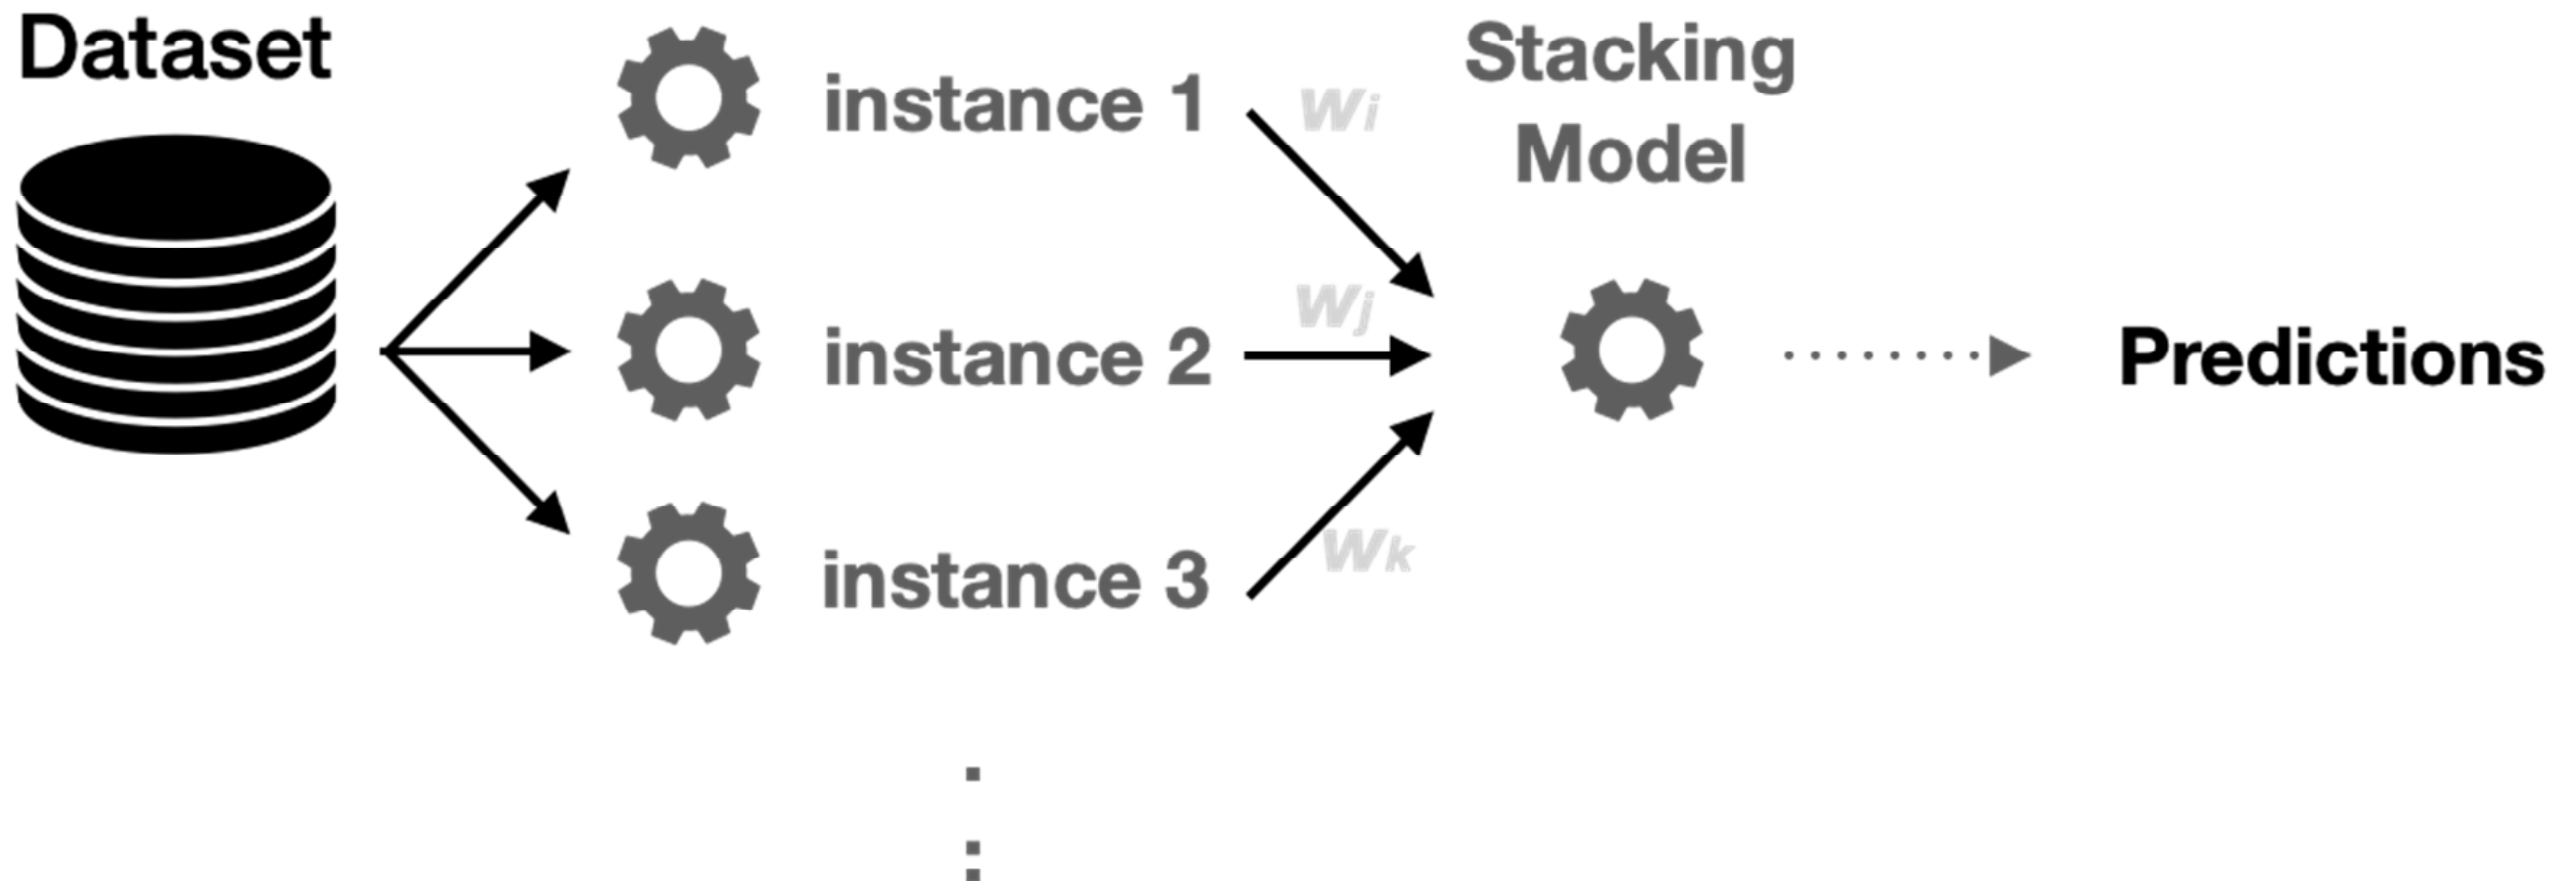 Dataset
instance 1
wi
Stacking
Model
instance 2
wj
Predictions
instance 3
wk